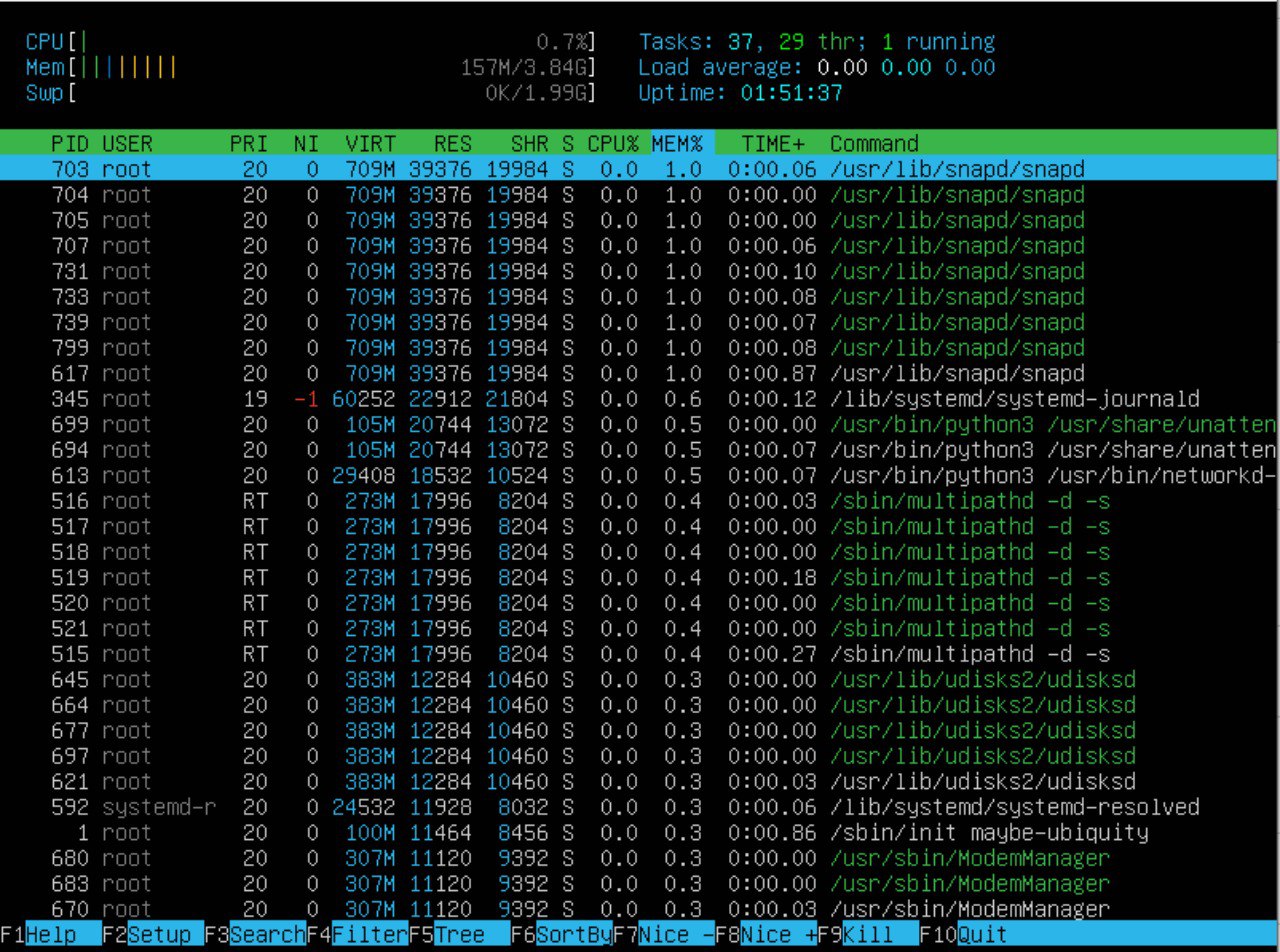 CPU[| 0.7%] Tasks: 37, 29 thr; 1 running
Mem[|||||||| 157M/3.84G] Load average: 0.00 0.00 0.00
Swp[ 0K/1.99G] Uptime: 01:51:37
PID USER PRI NI VIRT RES SHR S CPU% MEM% TIME+ Command
703 root 20 0 709M 39376 19984 S 0.0 1.0 0:00.06 /usr/lib/snapd/snapd
704 root 20 0 709M 39376 19984 S 0.0 1.0 0:00.00 /usr/lib/snapd/snapd
705 root 20 0 709M 39376 19984 S 0.0 1.0 0:00.00 /usr/lib/snapd/snapd
707 root 20 0 709M 39376 19984 S 0.0 1.0 0:00.06 /usr/lib/snapd/snapd
731 root 20 0 709M 39376 19984 S 0.0 1.0 0:00.10 /usr/lib/snapd/snapd
733 root 20 0 709M 39376 19984 S 0.0 1.0 0:00.08 /usr/lib/snapd/snapd
739 root 20 0 709M 39376 19984 S 0.0 1.0 0:00.07 /usr/lib/snapd/snapd
799 root 20 0 709M 39376 19984 S 0.0 1.0 0:00.08 /usr/lib/snapd/snapd
617 root 20 0 709M 39376 19984 S 0.0 1.0 0:00.87 /usr/lib/snapd/snapd
345 root 19 -1 60252 22912 21804 S 0.0 0.6 0:00.12 /lib/systemd/systemd-journald
699 root 20 0 105M 20744 13072 S 0.0 0.5 0:00.00 /usr/bin/python3 /usr/share/unatten
694 root 20 0 105M 20744 13072 S 0.0 0.5 0:00.07 /usr/bin/python3 /usr/share/unatten
613 root 20 0 29408 18532 10524 S 0.0 0.5 0:00.07 /usr/bin/python3 /usr/bin/networkd-
516 root RT 0 273M 17996 8204 S 0.0 0.4 0:00.03 /sbin/multipathd -d -s
517 root RT 0 273M 17996 8204 S 0.0 0.4 0:00.00 /sbin/multipathd -d -s
518 root RT 0 273M 17996 8204 S 0.0 0.4 0:00.00 /sbin/multipathd -d -s
519 root RT 0 273M 17996 8204 S 0.0 0.4 0:00.18 /sbin/multipathd -d -s
520 root RT 0 273M 17996 8204 S 0.0 0.4 0:00.00 /sbin/multipathd -d -s
521 root RT 0 273M 17996 8204 S 0.0 0.4 0:00.00 /sbin/multipathd -d -s
515 root RT 0 273M 17996 8204 S 0.0 0.4 0:00.27 /sbin/multipathd -d -s
645 root 20 0 383M 12284 10460 S 0.0 0.3 0:00.00 /usr/lib/udisks2/udisksd
664 root 20 0 383M 12284 10460 S 0.0 0.3 0:00.00 /usr/lib/udisks2/udisksd
677 root 20 0 383M 12284 10460 S 0.0 0.3 0:00.00 /usr/lib/udisks2/udisksd
697 root 20 0 383M 12284 10460 S 0.0 0.3 0:00.00 /usr/lib/udisks2/udisksd
621 root 20 0 383M 12284 10460 S 0.0 0.3 0:00.03 /usr/lib/udisks2/udisksd
592 systemd-r 20 0 24532 11928 8032 S 0.0 0.3 0:00.06 /lib/systemd/systemd-resolved
1 root 20 0 100M 11464 8456 S 0.0 0.3 0:00.86 /sbin/init maybe-ubiquity
680 root 20 0 307M 11120 9392 S 0.0 0.3 0:00.00 /usr/sbin/ModemManager
683 root 20 0 307M 11120 9392 S 0.0 0.3 0:00.00 /usr/sbin/ModemManager
670 root 20 0 307M 11120 9392 S 0.0 0.3 0:00.03 /usr/sbin/ModemManager
F1Help F2Setup F3SearchF4FilterF5Tree F6SortByF7Nice -F8Nice +F9Kill F10Quit